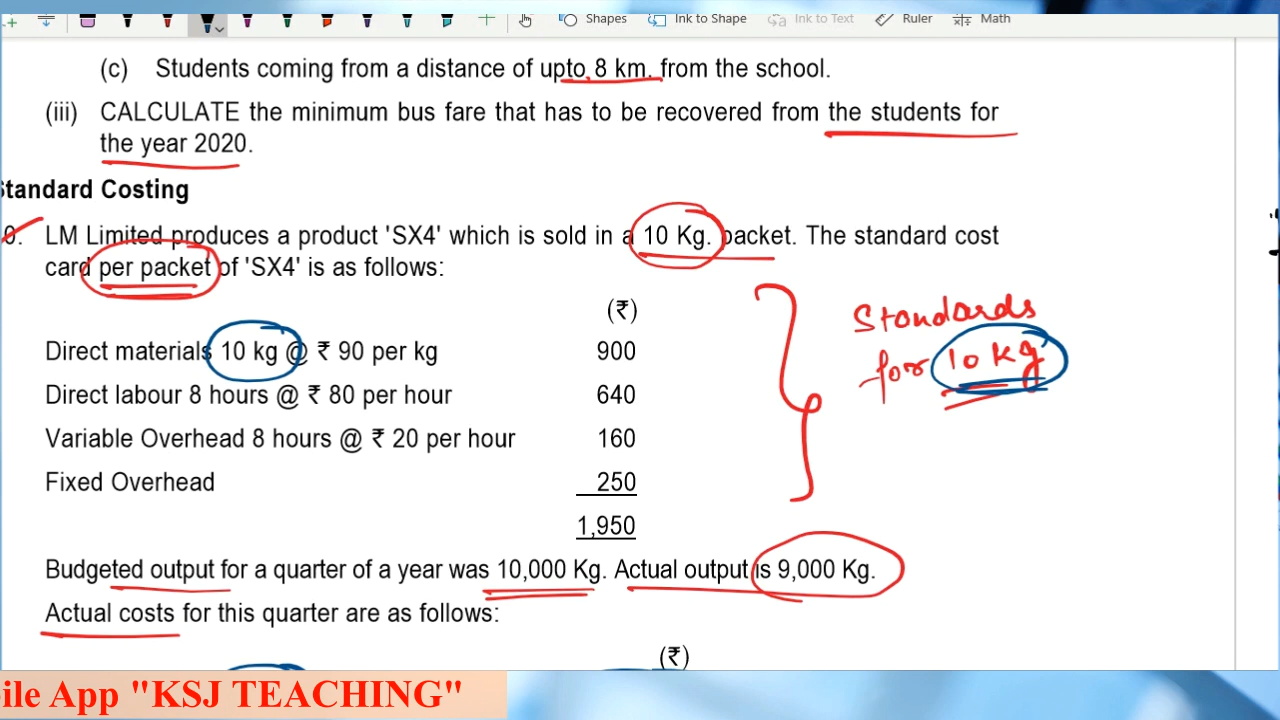 Shapes Ink to Shape Ink to Text Ruler Math
(c) Students coming from a distance of upto 8 km. from the school.
(iii) CALCULATE the minimum bus fare that has to be recovered from the students for
the year 2020.
tandard Costing
0. LM Limited produces a product 'SX4' which is sold in a 10 Kg. packet. The standard cost
card per packet of 'SX4' is as follows:
(₹)
Direct materials 10 kg @ ₹ 90 per kg 900
Direct labour 8 hours @ ₹ 80 per hour 640
Variable Overhead 8 hours @ ₹ 20 per hour 160
Fixed Overhead 250
1,950
Standards
for 10 kg
Budgeted output for a quarter of a year was 10,000 Kg. Actual output is 9,000 Kg.
Actual costs for this quarter are as follows:
(₹)
ile App "KSJ TEACHING"